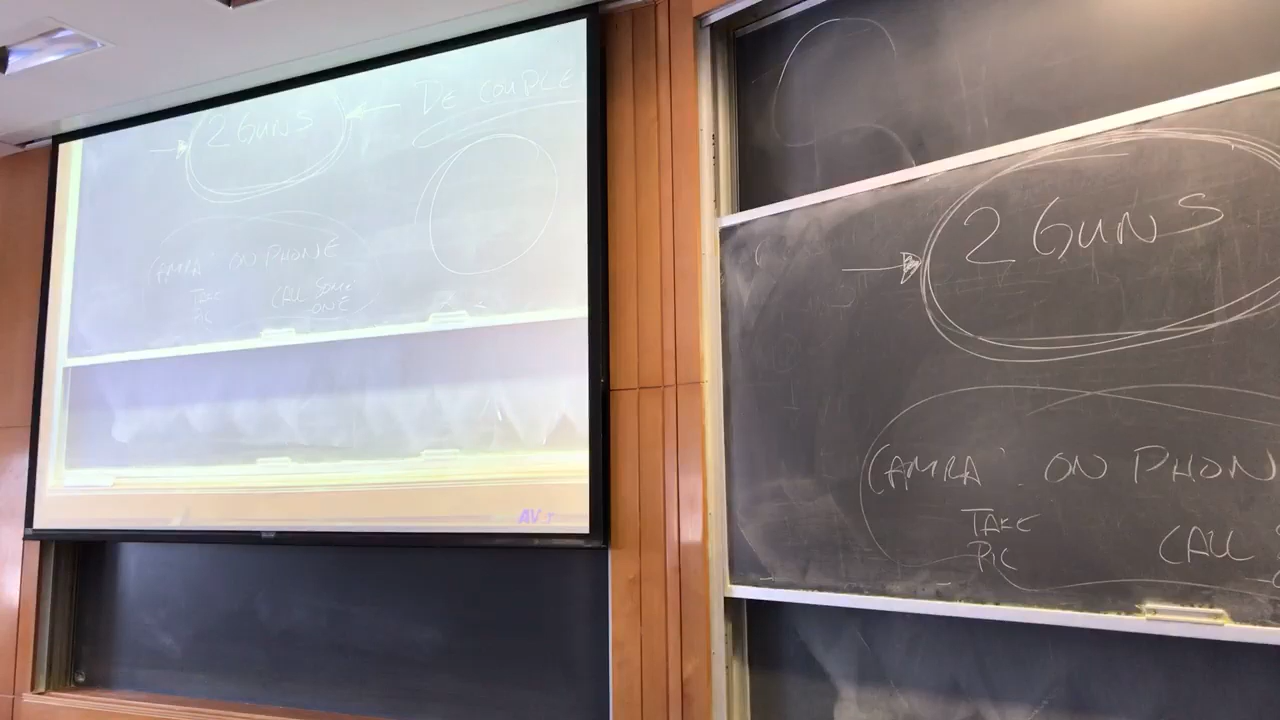 DE COUPLE
2 GUNS
CAMRA ON PHONE
TAKE CALL SOME
PIC ONE
2 GUNS
CAMRA ON PHON
TAKE
PIC CALL